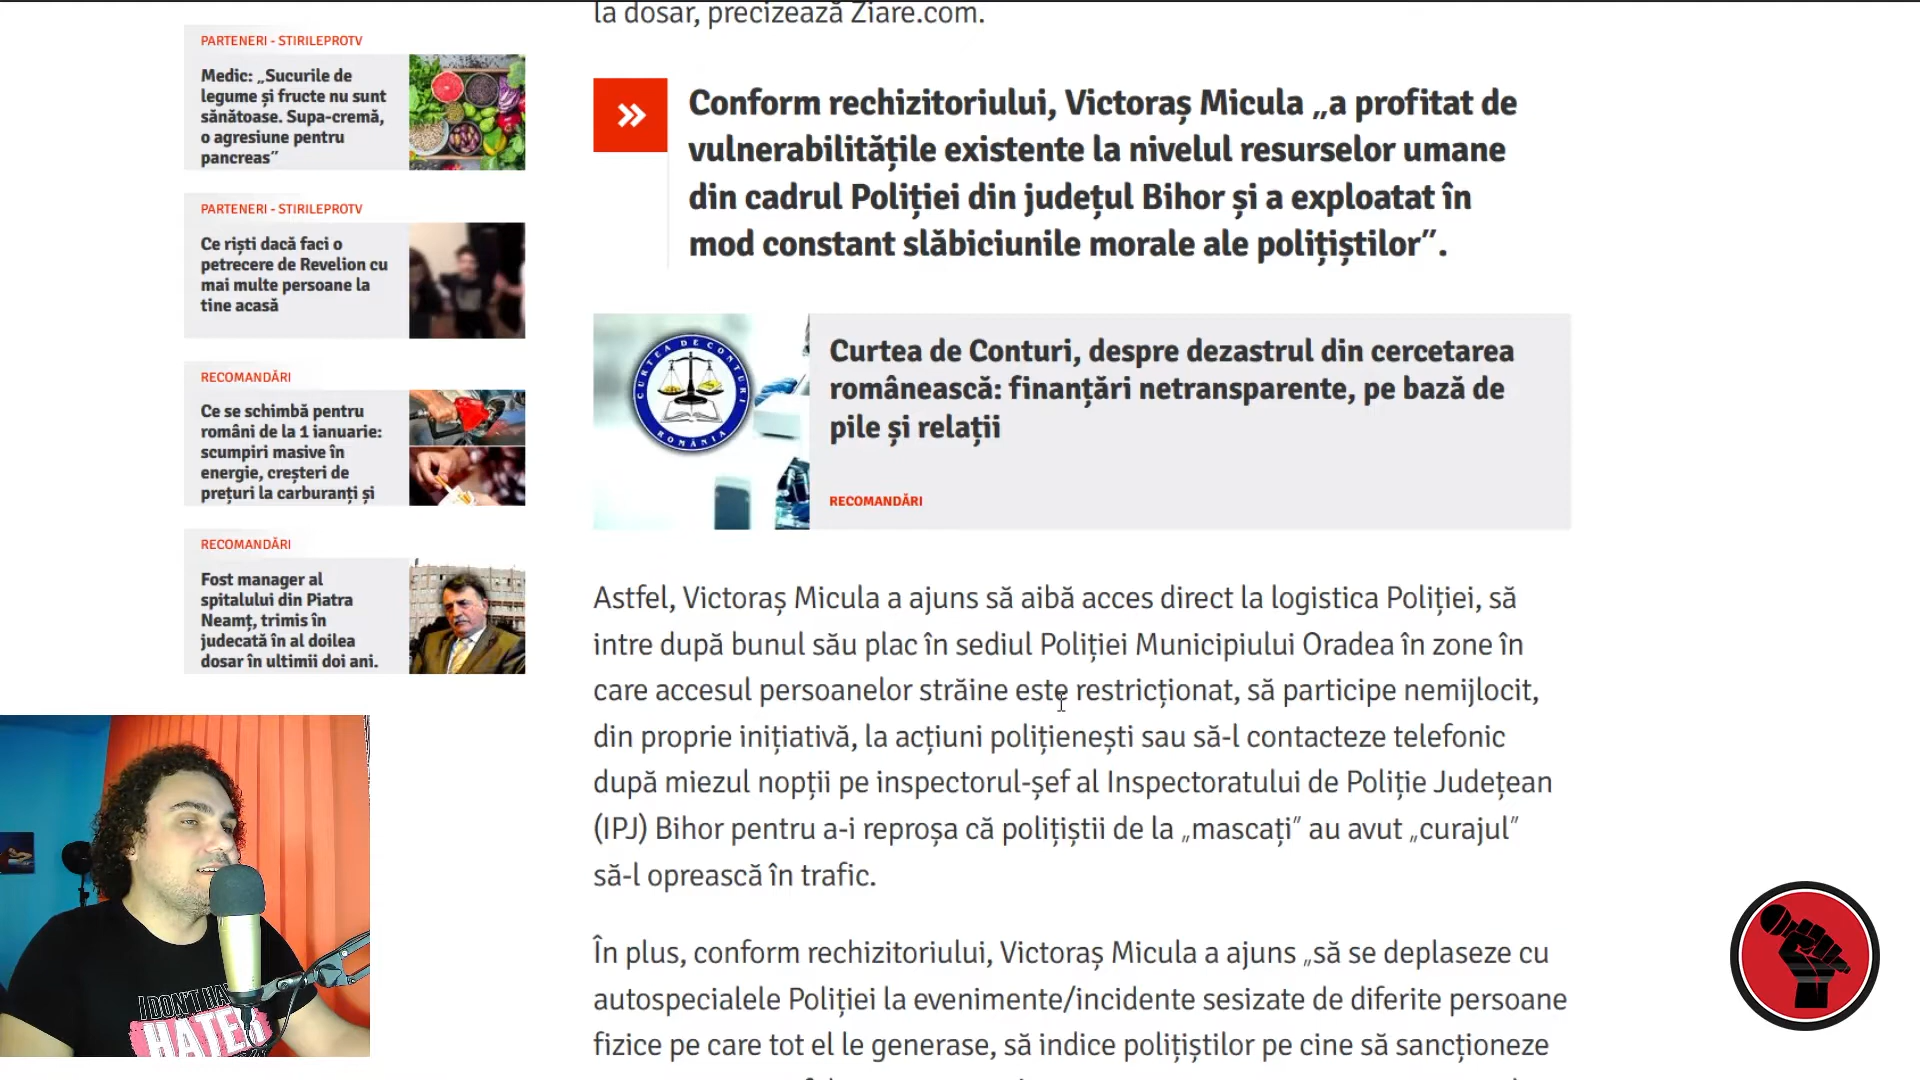 la dosar, precizează Ziare.com.
PARTENERI - STIRILEPROTV
Medic: „Sucurile de
legume și fructe nu sunt
sănătoase. Supa-cremă,
o agresiune pentru
pancreas”
PARTENERI - STIRILEPROTV
Ce riști dacă faci o
petrecere de Revelion cu
mai multe persoane la
tine acasă
RECOMANDĂRI
Ce se schimbă pentru
români de la 1 ianuarie:
scumpiri masive în
energie, creșteri de
prețuri la carburanți și
RECOMANDĂRI
Fost manager al
spitalului din Piatra
Neamț, trimis în
judecată în al doilea
dosar în ultimii doi ani.
Conform rechizitoriului, Victoraș Micula „a profitat de
vulnerabilitățile existente la nivelul resurselor umane
din cadrul Poliției din județul Bihor și a exploatat în
mod constant slăbiciunile morale ale polițiștilor”.
CURTEA DE CONTURI
ROMÂNIA
Curtea de Conturi, despre dezastrul din cercetarea
românească: finanțări netransparente, pe bază de
pile și relații
RECOMANDĂRI
Astfel, Victoraș Micula a ajuns să aibă acces direct la logistica Poliției, să
intre după bunul său plac în sediul Poliției Municipiului Oradea în zone în
care accesul persoanelor străine este restricționat, să participe nemijlocit,
din proprie inițiativă, la acțiuni polițienești sau să-l contacteze telefonic
după miezul nopții pe inspectorul-șef al Inspectoratului de Poliție Județean
(IPJ) Bihor pentru a-i reproșa că polițiștii de la „mascați” au avut „curajul”
să-l oprească în trafic.
În plus, conform rechizitoriului, Victoraș Micula a ajuns „să se deplaseze cu
autospecialele Poliției la evenimente/incidente sesizate de diferite persoane
fizice pe care tot el le generase, să indice polițiștilor pe cine să sancționeze
I DON'T HA
HATER